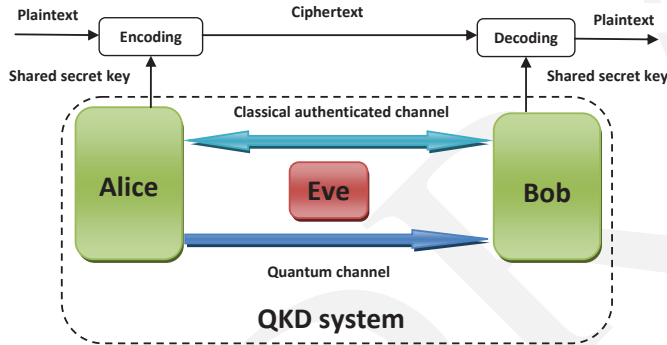 Plaintext
Ciphertext
Plaintext
Encoding
Decoding
Shared secret key
Shared secret key
Classical authenticated channel
Alice
Eve
Bob
Quantum channel
QKD system